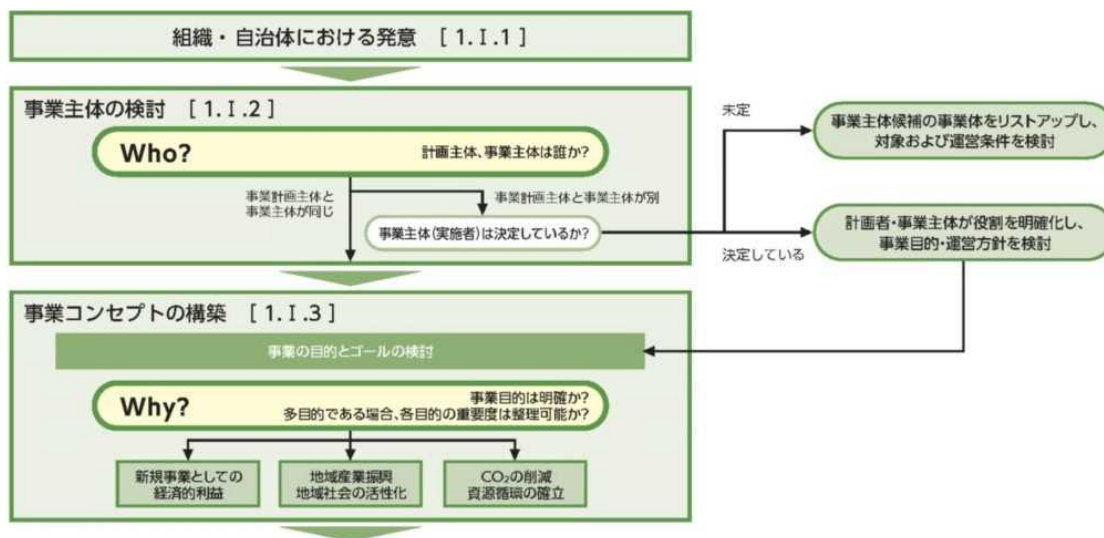 組織・自治体における発意 [ 1.Ⅰ.1 ]
事業主体の検討 [ 1.Ⅰ.2 ]
Who?
計画主体、事業主体は誰か?
事業計画主体と
事業主体が同じ
事業計画主体と事業主体が別
事業主体(実施者)は決定しているか?
未定
事業主体候補の事業体をリストアップし、
対象および運営条件を検討
決定している
計画者・事業主体が役割を明確化し、
事業目的・運営方針を検討
事業コンセプトの構築 [ 1.Ⅰ.3 ]
事業の目的とゴールの検討
Why?
事業目的は明確か?
多目的である場合、各目的の重要度は整理可能か?
新規事業としての
経済的利益
地域産業振興
地域社会の活性化
CO₂の削減
資源循環の確立